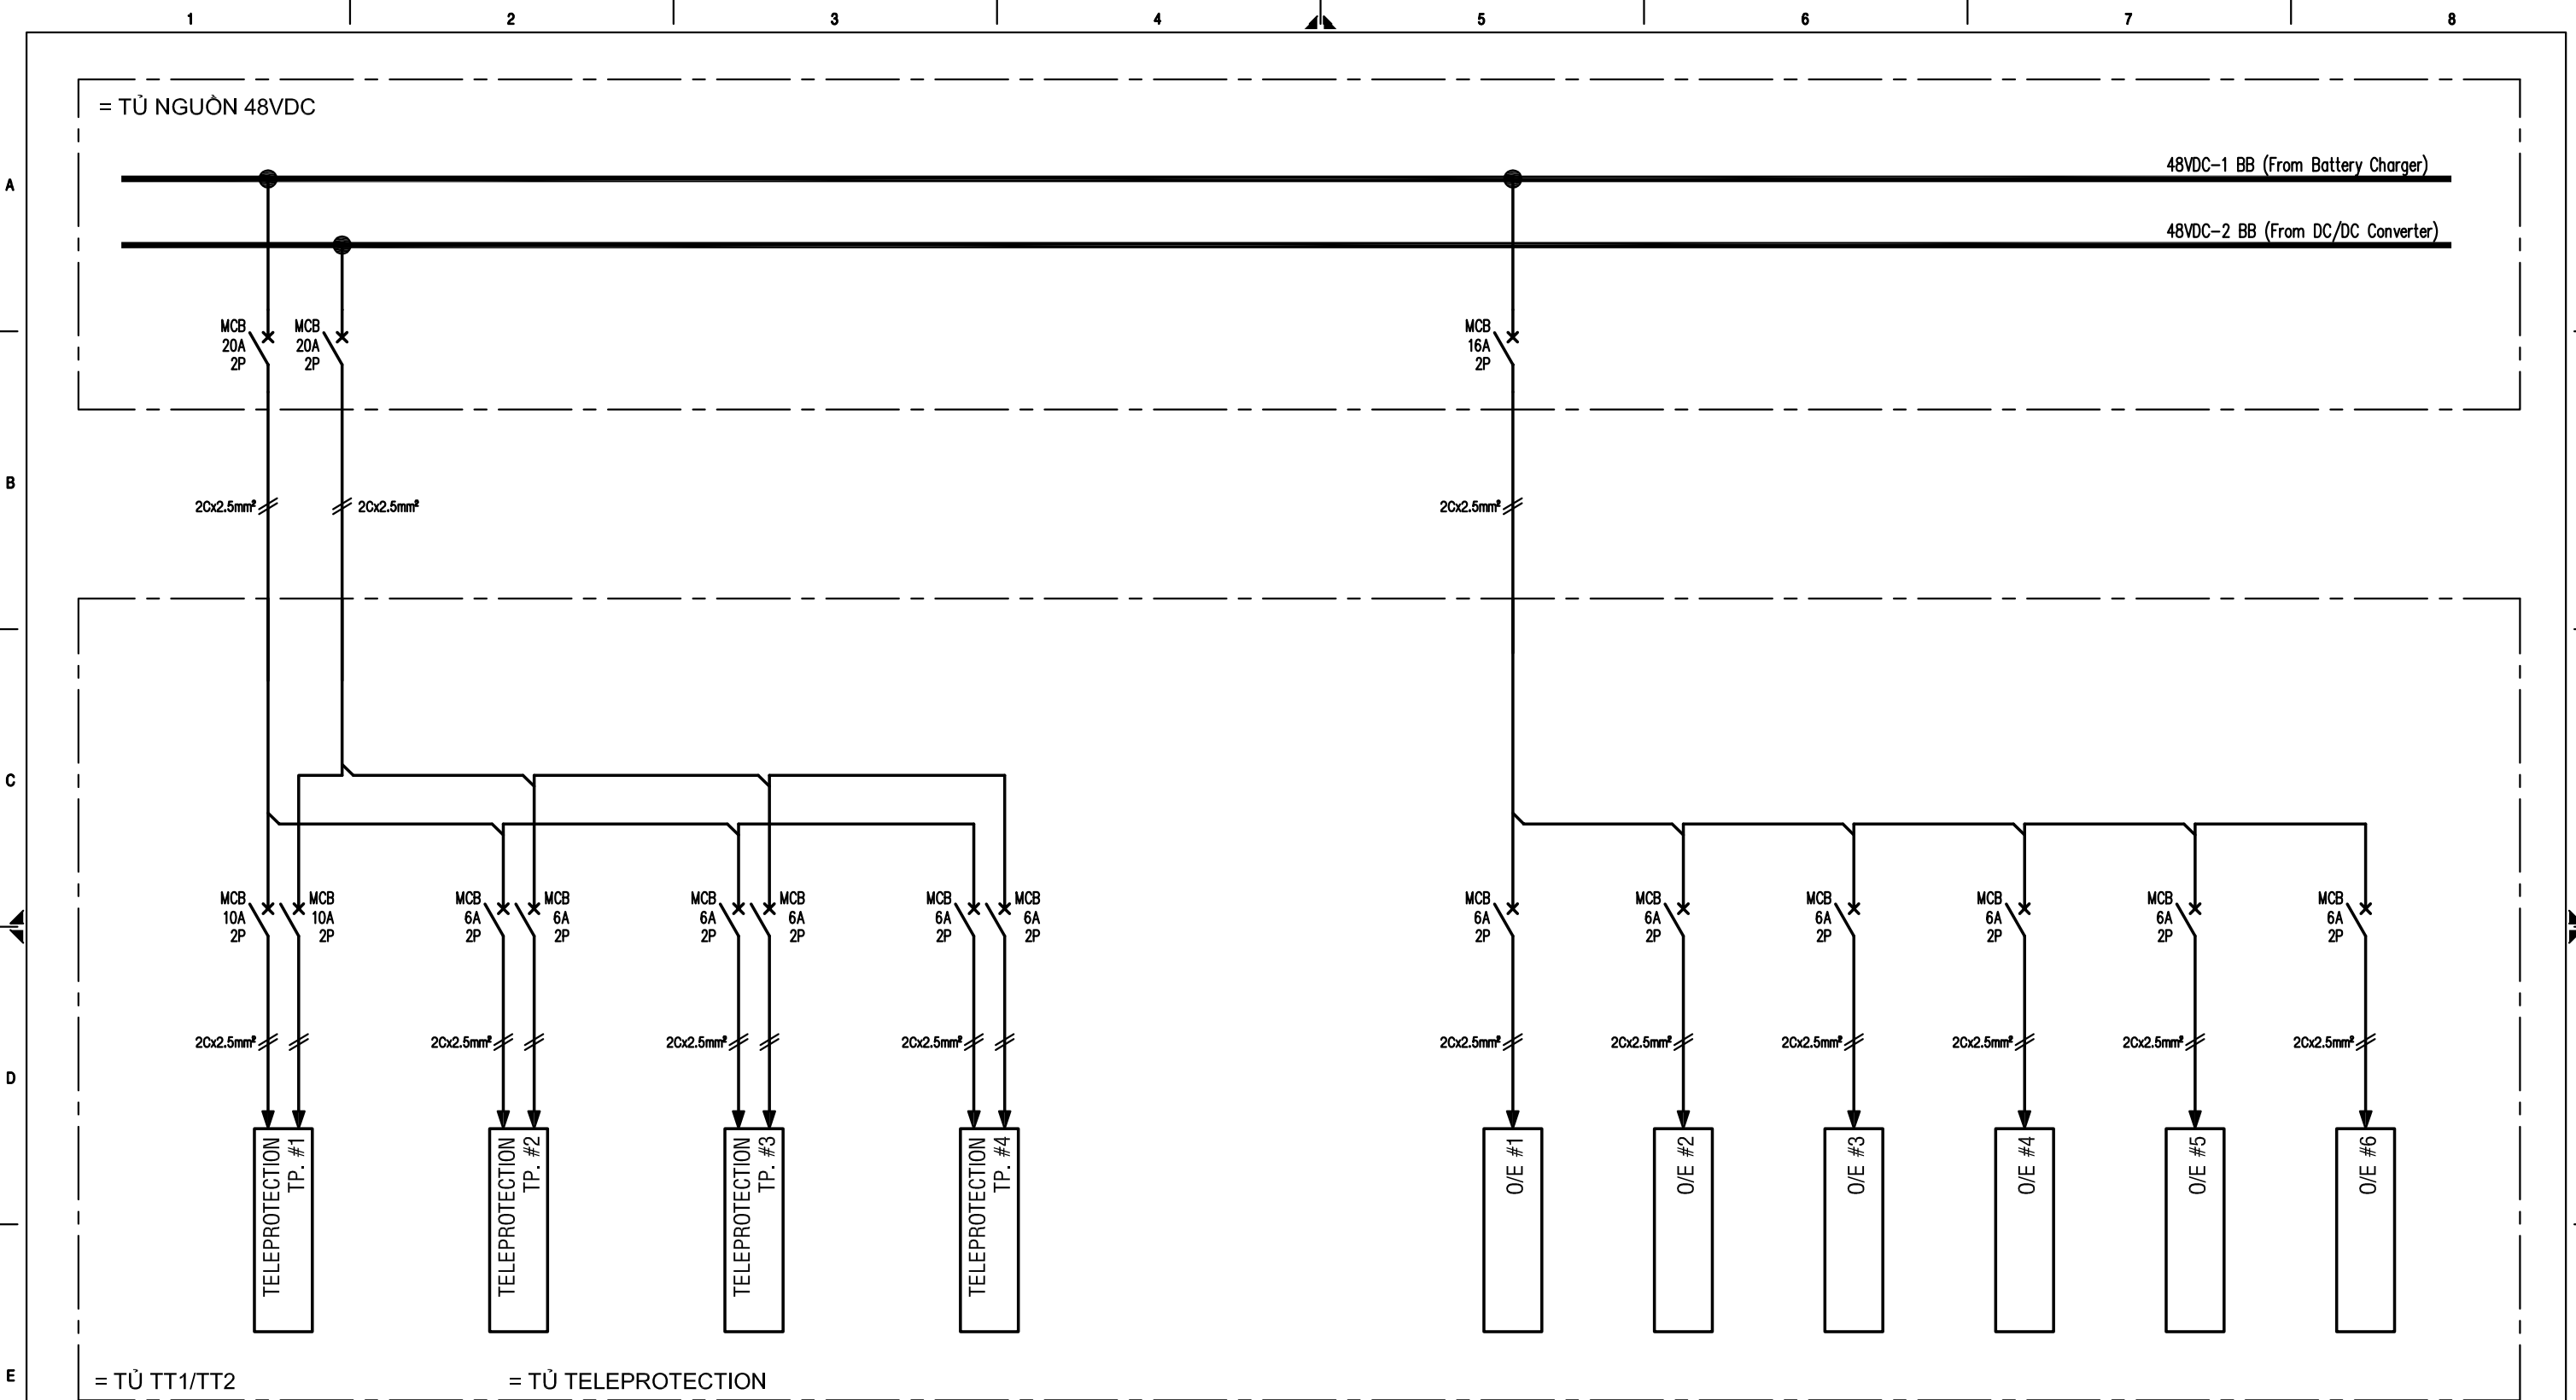 1 2 3 4 5 6 7 8
= TỦ NGUỒN 48VDC
48VDC-1 BB (From Battery Charger)
A
48VDC-2 BB (From DC/DC Converter)
MCB MCB MCB
20A 20A 16A
2P 2P 2P
B
2Cx2.5mm² 2Cx2.5mm² 2Cx2.5mm²
C
MCB MCB MCB MCB MCB MCB MCB MCB MCB MCB MCB MCB MCB MCB
10A 10A 6A 6A 6A 6A 6A 6A 6A 6A 6A 6A 6A 6A
2P 2P 2P 2P 2P 2P 2P 2P 2P 2P 2P 2P 2P 2P
2Cx2.5mm² 2Cx2.5mm² 2Cx2.5mm² 2Cx2.5mm² 2Cx2.5mm² 2Cx2.5mm² 2Cx2.5mm² 2Cx2.5mm² 2Cx2.5mm² 2Cx2.5mm²
D
TELEPROTECTION
TP. #1
TELEPROTECTION
TP. #2
TELEPROTECTION
TP. #3
TELEPROTECTION
TP. #4
O/E #1
O/E #2
O/E #3
O/E #4
O/E #5
O/E #6
E
= TỦ TT1/TT2 = TỦ TELEPROTECTION